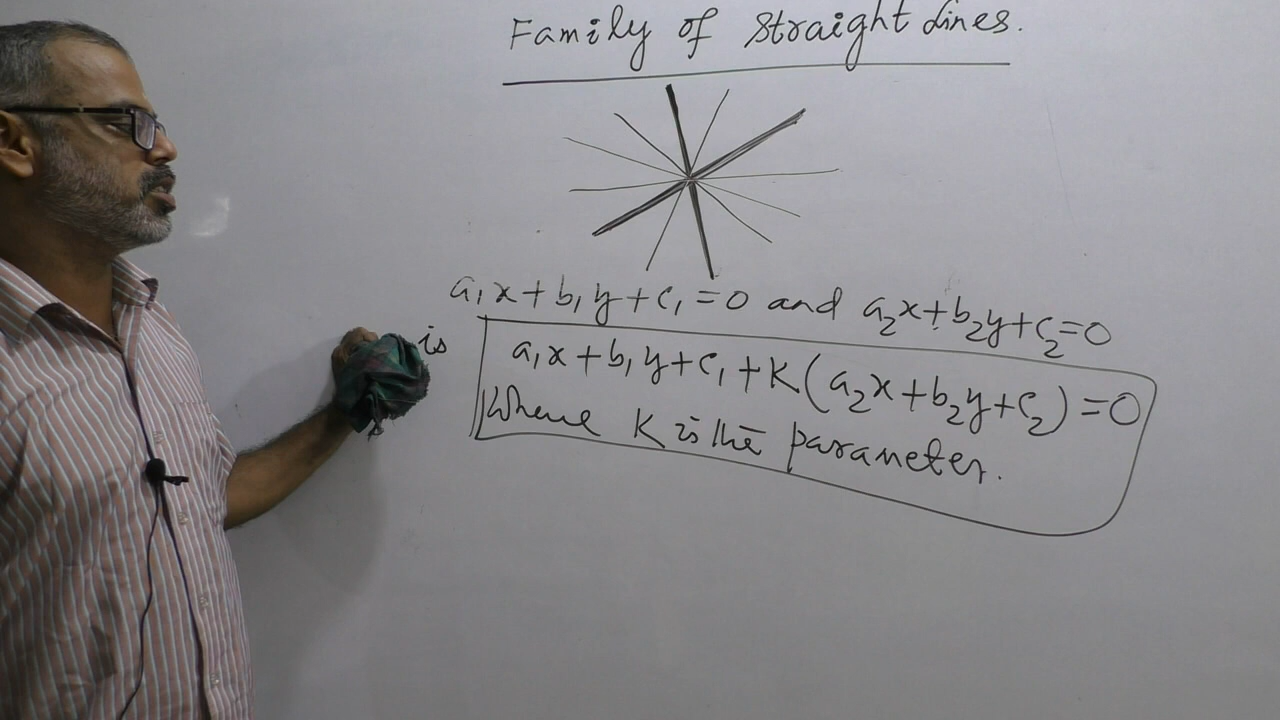 Family of Straight Lines.
a₁x + b₁y + c₁ = 0 and a₂x + b₂y + c₂ = 0
is a₁x + b₁y + c₁ + K(a₂x + b₂y + c₂) = 0
Where K is the parameter.